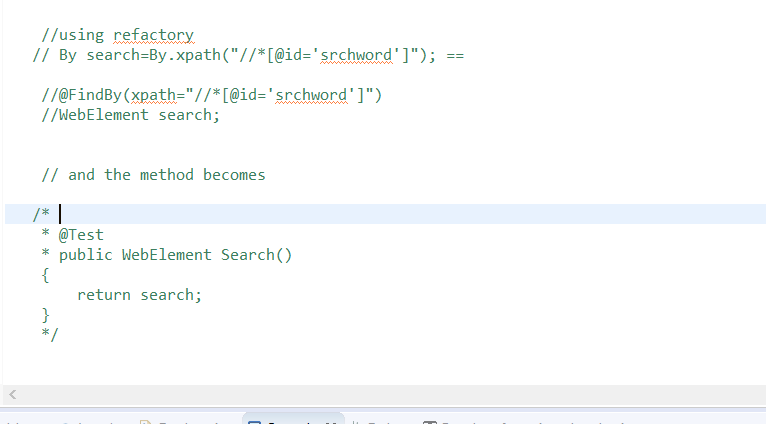 //using refactory
// By search=By.xpath("//*[@id='srchword']"); ==
//@FindBy(xpath="//*[@id='srchword']")
//WebElement search;
// and the method becomes
/*
* @Test
* public WebElement Search()
{
return search;
}
*/